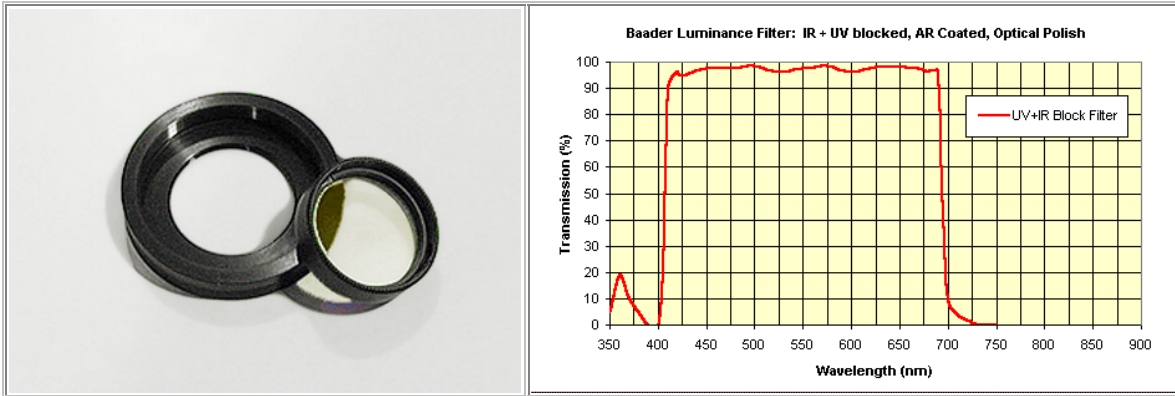 Baader Luminance Filter: IR + UV blocked, AR Coated, Optical Polish
100
90
80
70
60
50
40
30
20
10
0
Transmission (%)
UV+IR Block Filter
350 400 450 500 550 600 650 700 750 800 850 900
Wavelength (nm)